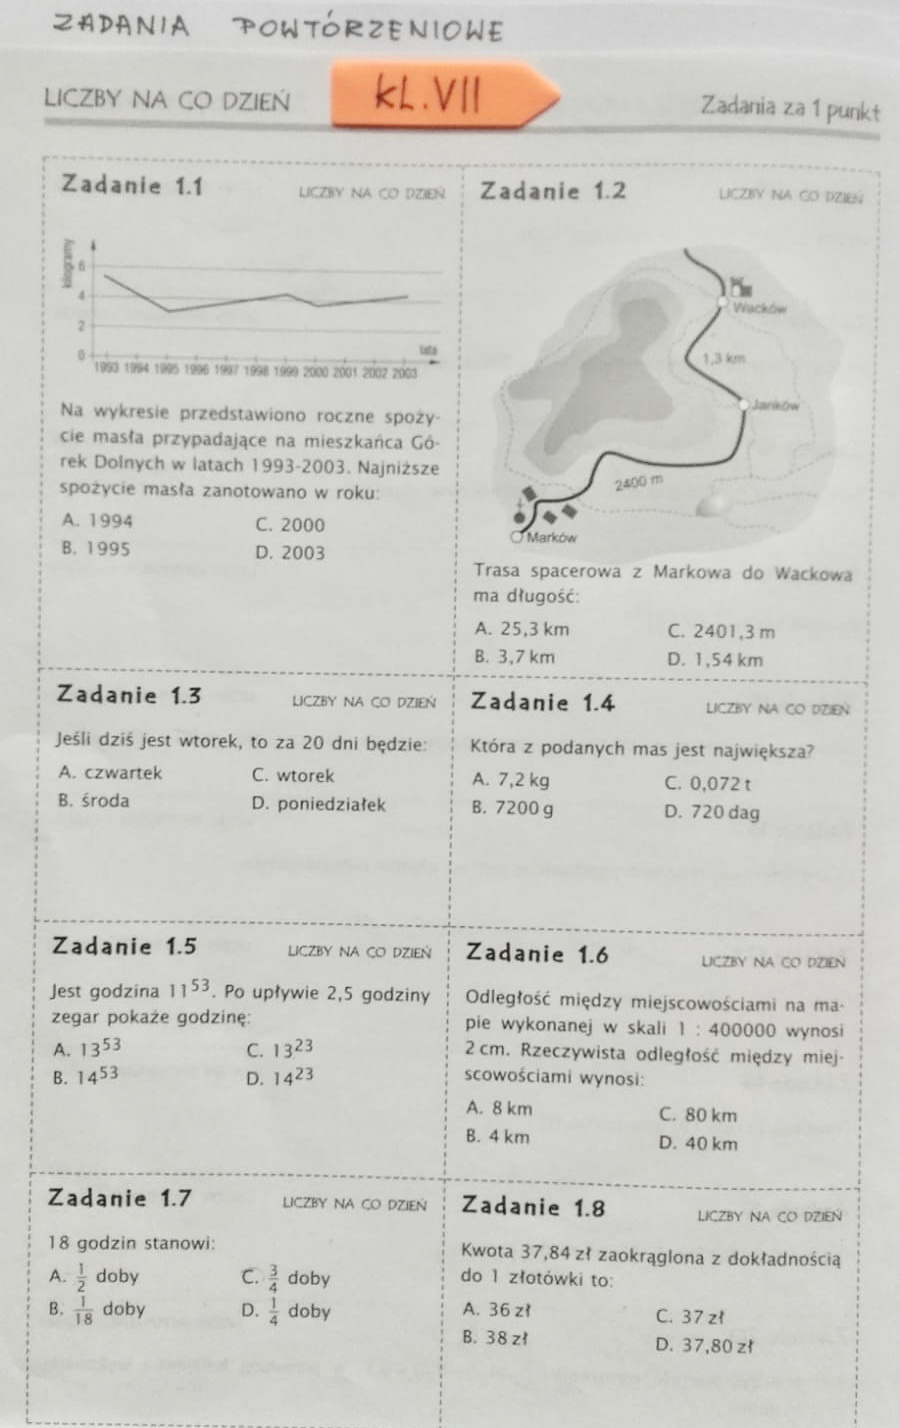 ZADANIA POWTÓRZENIOWE
LICZBY NA CO DZIEŃ
kL.VII
Zadania za 1 punkt
Zadanie 1.1 LICZBY NA CO DZIEŃ
kilogramy
6
4
2
0
lata
1993 1994 1995 1996 1997 1998 1999 2000 2001 2002 2003
Na wykresie przedstawiono roczne spoży-
cie masła przypadające na mieszkańca Gó-
rek Dolnych w latach 1993-2003. Najniższe
spożycie masła zanotowano w roku:
A. 1994 C. 2000
B. 1995 D. 2003
Zadanie 1.2 LICZBY NA CO DZIEŃ
Wacków
1,3 km
Janków
2400 m
Marków
Trasa spacerowa z Markowa do Wackowa
ma długość:
A. 25,3 km C. 2401,3 m
B. 3,7 km D. 1,54 km
Zadanie 1.3 LICZBY NA CO DZIEŃ
Jeśli dziś jest wtorek, to za 20 dni będzie:
A. czwartek C. wtorek
B. środa D. poniedziałek
Zadanie 1.4 LICZBY NA CO DZIEŃ
Która z podanych mas jest największa?
A. 7,2 kg C. 0,072 t
B. 7200 g D. 720 dag
Zadanie 1.5 LICZBY NA CO DZIEŃ
Jest godzina 11⁵³. Po upływie 2,5 godziny
zegar pokaże godzinę:
A. 13⁵³ C. 13²³
B. 14⁵³ D. 14²³
Zadanie 1.6 LICZBY NA CO DZIEŃ
Odległość między miejscowościami na ma-
pie wykonanej w skali 1 : 400000 wynosi
2 cm. Rzeczywista odległość między miej-
scowościami wynosi:
A. 8 km C. 80 km
B. 4 km D. 40 km
Zadanie 1.7 LICZBY NA CO DZIEŃ
18 godzin stanowi:
A. 1/2 doby C. 3/4 doby
B. 1/18 doby D. 1/4 doby
Zadanie 1.8 LICZBY NA CO DZIEŃ
Kwota 37,84 zł zaokrąglona z dokładnością
do 1 złotówki to:
A. 36 zł C. 37 zł
B. 38 zł D. 37,80 zł